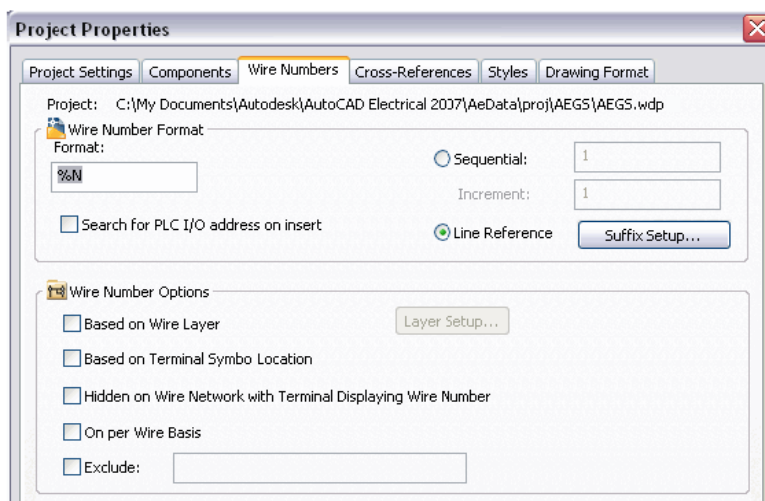 Project Properties
Project Settings Components Wire Numbers Cross-References Styles Drawing Format
Project: C:\My Documents\Autodesk\AutoCAD Electrical 2007\AeData\proj\AEGS\AEGS.wdp
Wire Number Format
Format:
%N
Sequential: 1
Increment: 1
Search for PLC I/O address on insert
Line Reference Suffix Setup...
Wire Number Options
Based on Wire Layer Layer Setup...
Based on Terminal Symbo Location
Hidden on Wire Network with Terminal Displaying Wire Number
On per Wire Basis
Exclude: